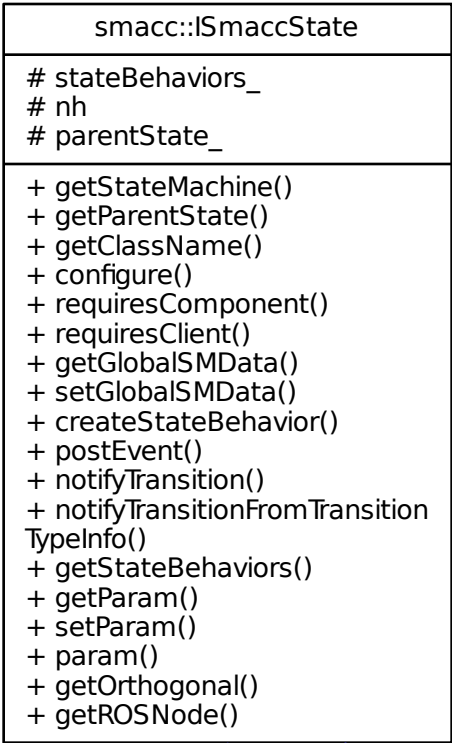 smacc::ISmaccState
# stateBehaviors_
# nh
# parentState_
+ getStateMachine()
+ getParentState()
+ getClassName()
+ configure()
+ requiresComponent()
+ requiresClient()
+ getGlobalSMData()
+ setGlobalSMData()
+ createStateBehavior()
+ postEvent()
+ notifyTransition()
+ notifyTransitionFromTransition
TypeInfo()
+ getStateBehaviors()
+ getParam()
+ setParam()
+ param()
+ getOrthogonal()
+ getROSNode()